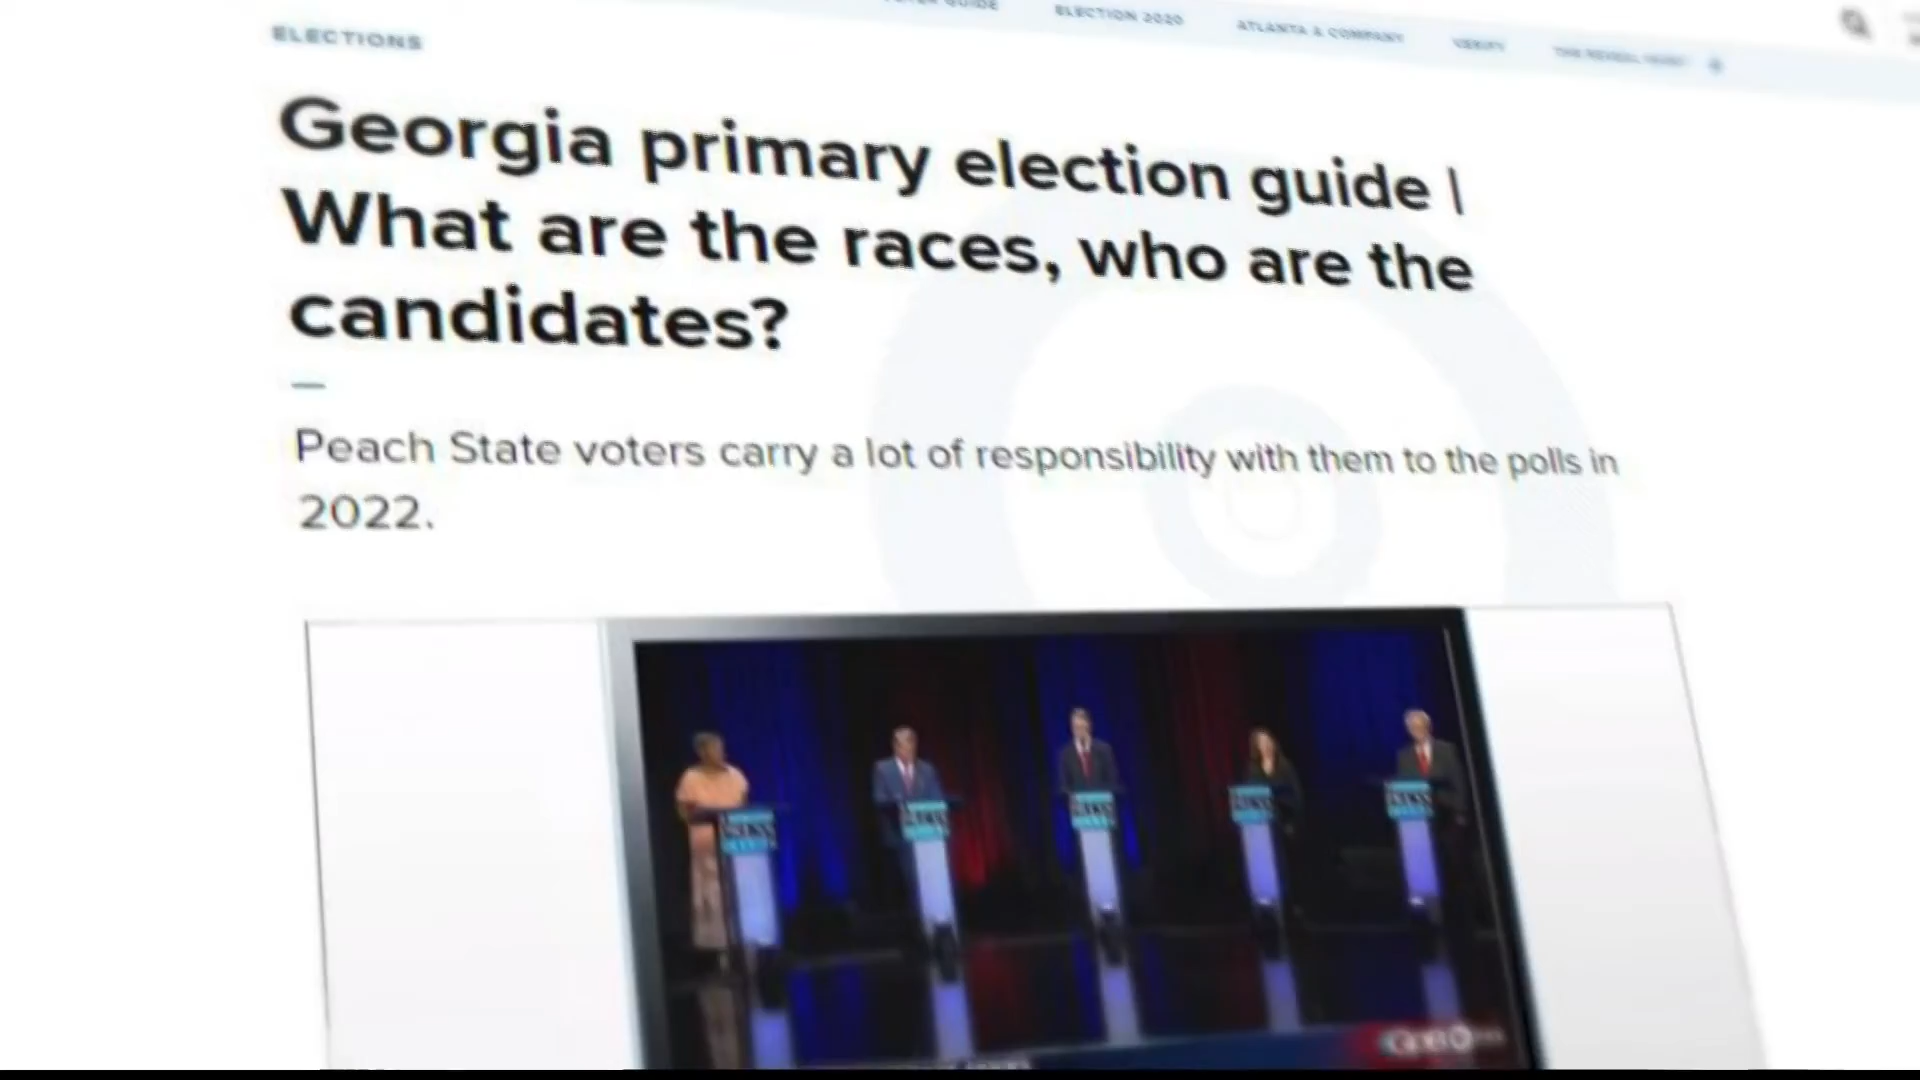 GUIDE
ELECTION 2020
ATLANTA & COMPANY
VERIFY
ELECTIONS
Georgia primary election guide |
What are the races, who are the
candidates?
Peach State voters carry a lot of responsibility with them to the polls in
2022.